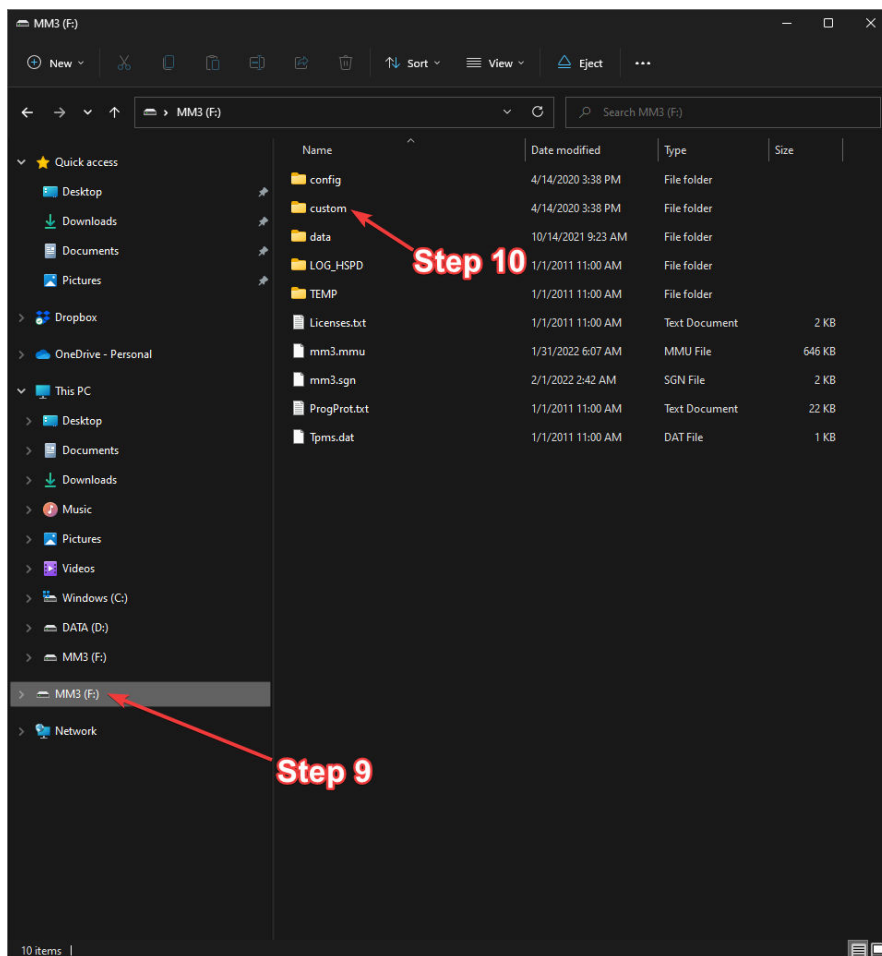 MM3 (F:)
New
Sort
View
Eject
MM3 (F:)
Search MM3 (F:)
Name Date modified Type Size
Quick access
Desktop
Downloads
Documents
Pictures
Dropbox
OneDrive - Personal
This PC
Desktop
Documents
Downloads
Music
Pictures
Videos
Windows (C:)
DATA (D:)
MM3 (F:)
MM3 (F:)
Network
config 4/14/2020 3:38 PM File folder
custom 4/14/2020 3:38 PM File folder
data 10/14/2021 9:23 AM File folder
LOG_HSPD 1/1/2011 11:00 AM File folder
TEMP 1/1/2011 11:00 AM File folder
Licenses.txt 1/1/2011 11:00 AM Text Document 2 KB
mm3.mmu 1/31/2022 6:07 AM MMU File 646 KB
mm3.sgn 2/1/2022 2:42 AM SGN File 2 KB
ProgProt.txt 1/1/2011 11:00 AM Text Document 22 KB
Tpms.dat 1/1/2011 11:00 AM DAT File 1 KB
Step 10
Step 9
10 items